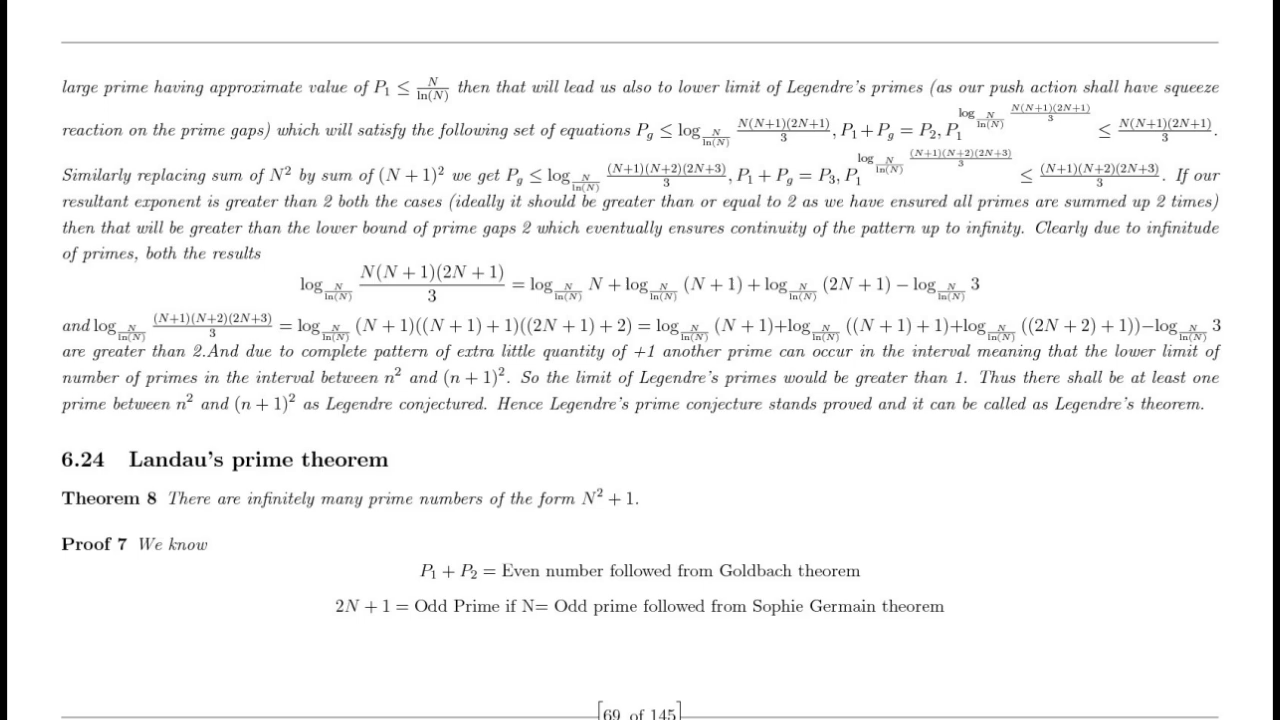 large prime having approximate value of P₁ ≤ N/ln(N) then that will lead us also to lower limit of Legendre's primes (as our push action shall have squeeze
reaction on the prime gaps) which will satisfy the following set of equations P_g ≤ log_{N/ln(N)} N(N+1)(2N+1)/3, P₁ + P_g = P₂, P₁^{log_{N/ln(N)} N(N+1)(2N+1)/3} ≤ N(N+1)(2N+1)/3.
Similarly replacing sum of N² by sum of (N + 1)² we get P_g ≤ log_{N/ln(N)} (N+1)(N+2)(2N+3)/3, P₁ + P_g = P₃, P₁^{log_{N/ln(N)} (N+1)(N+2)(2N+3)/3} ≤ (N+1)(N+2)(2N+3)/3. If our
resultant exponent is greater than 2 both the cases (ideally it should be greater than or equal to 2 as we have ensured all primes are summed up 2 times)
then that will be greater than the lower bound of prime gaps 2 which eventually ensures continuity of the pattern up to infinity. Clearly due to infinitude
of primes, both the results
log_{N/ln(N)} N(N + 1)(2N + 1)/3 = log_{N/ln(N)} N + log_{N/ln(N)} (N + 1) + log_{N/ln(N)} (2N + 1) − log_{N/ln(N)} 3
and log_{N/ln(N)} (N+1)(N+2)(2N+3)/3 = log_{N/ln(N)} (N + 1)((N + 1) + 1)((2N + 1) + 2) = log_{N/ln(N)} (N + 1)+log_{N/ln(N)} ((N + 1) + 1)+log_{N/ln(N)} ((2N + 2) + 1))−log_{N/ln(N)} 3
are greater than 2.And due to complete pattern of extra little quantity of +1 another prime can occur in the interval meaning that the lower limit of
number of primes in the interval between n² and (n + 1)². So the limit of Legendre's primes would be greater than 1. Thus there shall be at least one
prime between n² and (n + 1)² as Legendre conjectured. Hence Legendre's prime conjecture stands proved and it can be called as Legendre's theorem.
6.24 Landau's prime theorem
Theorem 8 There are infinitely many prime numbers of the form N² + 1.
Proof 7 We know
P₁ + P₂ = Even number followed from Goldbach theorem
2N + 1 = Odd Prime if N= Odd prime followed from Sophie Germain theorem
[69 of 145]